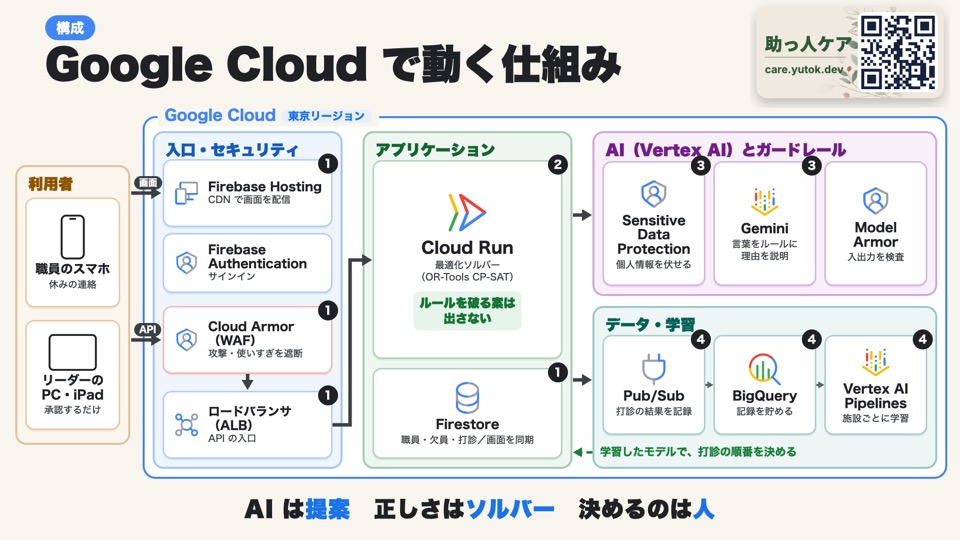 構成
Google Cloud で動く仕組み
助っ人ケア
care.yutok.dev
Google Cloud 東京リージョン
利用者
職員のスマホ
休みの連絡
リーダーの
PC・iPad
承認するだけ
画面
API
入口・セキュリティ
1
Firebase Hosting
CDN で画面を配信
Firebase
Authentication
サインイン
1
Cloud Armor
（WAF）
攻撃・使いすぎを遮断
1
ロードバランサ
（ALB）
API の入口
アプリケーション
2
Cloud Run
最適化ソルバー
（OR-Tools CP-SAT）
ルールを破る案は
出さない
1
Firestore
職員・欠員・打診／画面を同期
AI（Vertex AI）とガードレール
3
Sensitive
Data
Protection
個人情報を伏せる
3
Gemini
言葉をルールに
理由を説明
Model
Armor
入出力を検査
データ・学習
4
Pub/Sub
打診の結果を記録
4
BigQuery
記録を貯める
4
Vertex AI
Pipelines
施設ごとに学習
学習したモデルで、打診の順番を決める
AI は提案 正しさはソルバー 決めるのは人